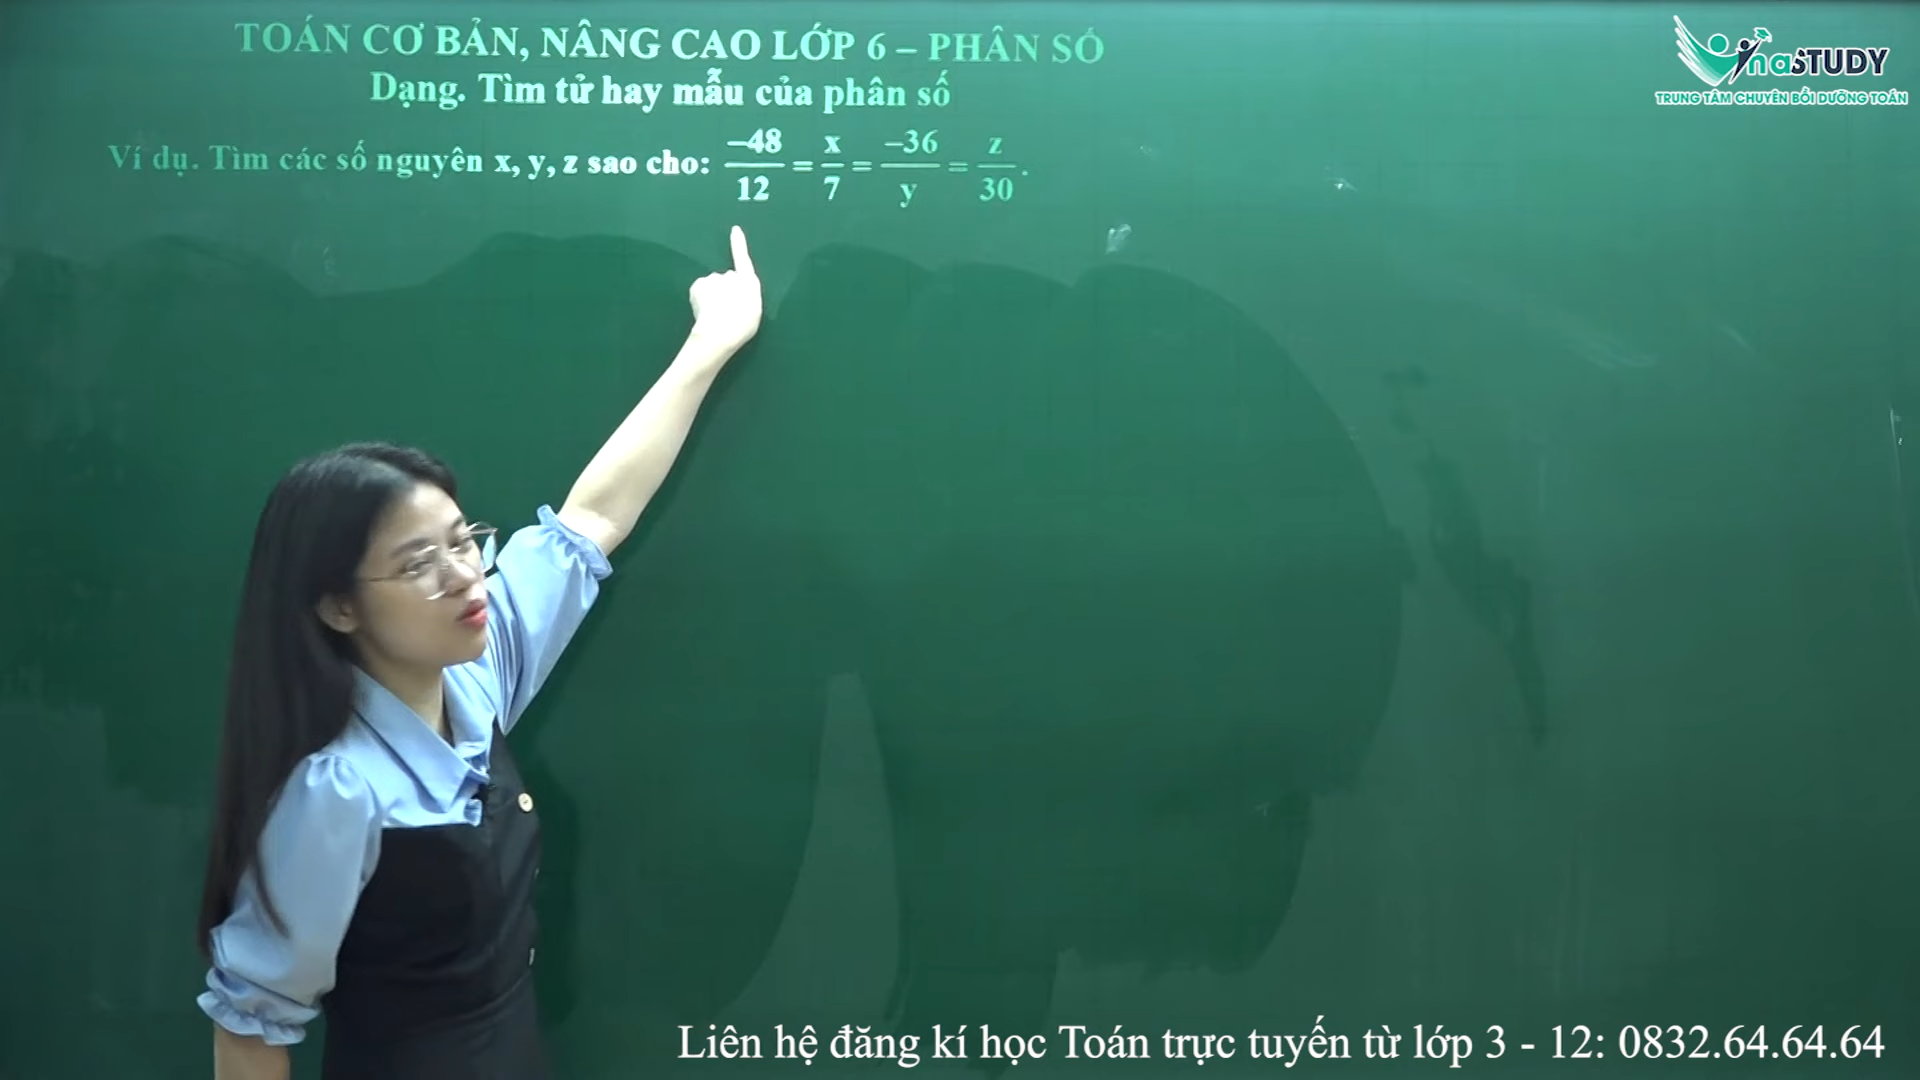 TOÁN CƠ BẢN, NÂNG CAO LỚP 6 – PHÂN SỐ
Dạng. Tìm tử hay mẫu của phân số
Ví dụ. Tìm các số nguyên x, y, z sao cho: –48/12 = x/7 = –36/y = z/30.
VinaSTUDY
TRUNG TÂM CHUYÊN BỒI DƯỠNG TOÁN
Liên hệ đăng kí học Toán trực tuyến từ lớp 3 - 12: 0832.64.64.64